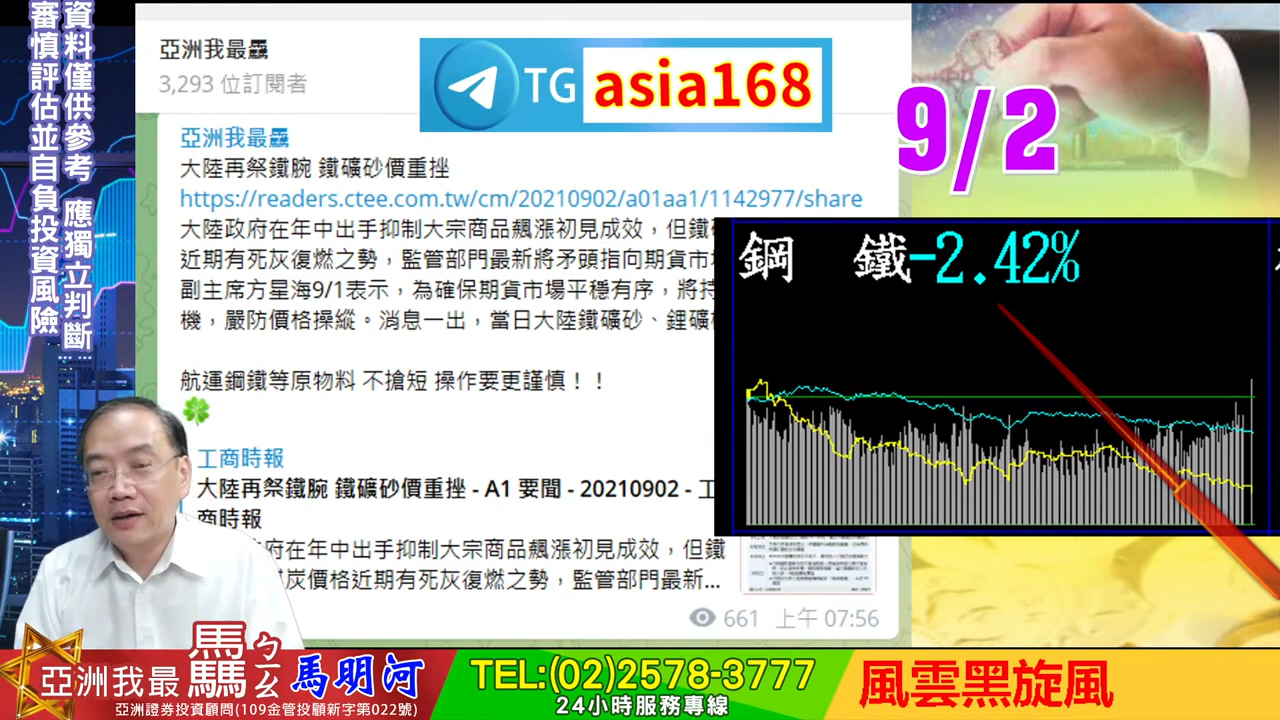 資料僅供參考 應獨立判斷
審慎評估並自負投資風險
亞洲我最驫
3,293 位訂閱者
TG asia168
9/2
亞洲我最驫
大陸再祭鐵腕 鐵礦砂價重挫
https://readers.ctee.com.tw/cm/20210902/a01aa1/1142977/share
大陸政府在年中出手抑制大宗商品飆漲初見成效，但鐵
近期有死灰復燃之勢，監管部門最新將矛頭指向期貨市
副主席方星海9/1表示，為確保期貨市場平穩有序，將持
機，嚴防價格操縱。消息一出，當日大陸鐵礦砂、鋰礦
航運鋼鐵等原物料 不搶短 操作要更謹慎！！
鋼 鐵-2.42%
工商時報
大陸再祭鐵腕 鐵礦砂價重挫 - A1 要聞 - 20210902 - 工
商時報
府在年中出手抑制大宗商品飆漲初見成效，但鐵
炭價格近期有死灰復燃之勢，監管部門最新...
661 上午 07:56
亞洲我最驫ㄅㄧㄠ 馬明河
亞洲證券投資顧問(109金管投顧新字第022號)
TEL:(02)2578-3777
24小時服務專線
風雲黑旋風